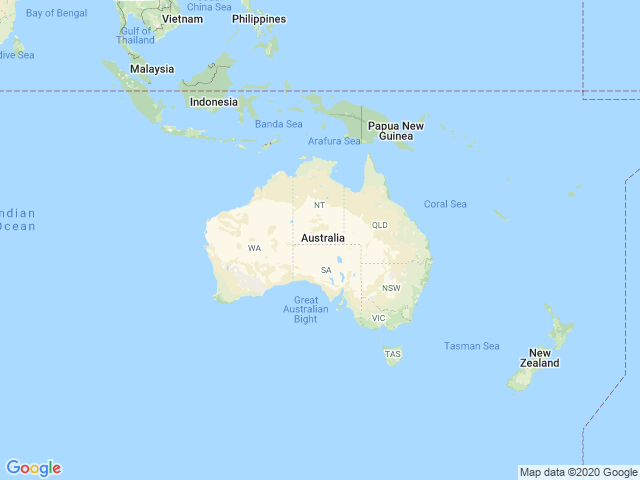 China Sea
Bay of Bengal
Vietnam
Philippines
Gulf of
Thailand
dive Sea
Malaysia
Indonesia
Banda Sea
Papua New
Guinea
Arafura Sea
NT
Coral Sea
ndian
Ocean
QLD
Australia
WA
SA
NSW
Great
Australian
Bight
VIC
Tasman Sea
TAS
New
Zealand
Google
Map data ©2020 Google